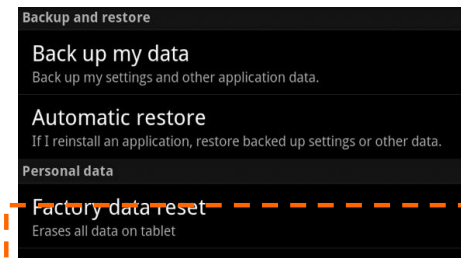 Backup and restore
Back up my data
Back up my settings and other application data.
Automatic restore
If I reinstall an application, restore backed up settings or other data.
Personal data
Factory data reset
Erases all data on tablet